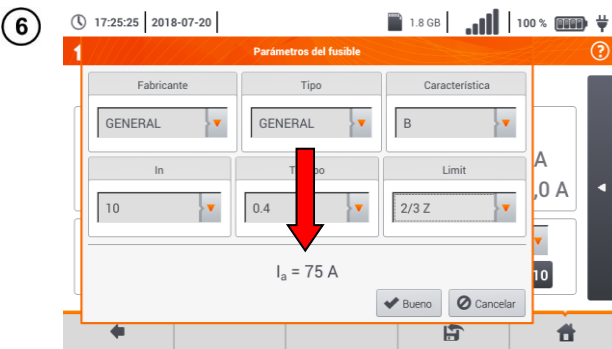 6
17:25:25 2018-07-20 1.8 GB 100 %
1 Parámetros del fusible ?
Fabricante Tipo Característica
GENERAL GENERAL B
In Limit
10 0.4 2/3 Z
A
,0 A
10
Ia = 75 A
Bueno Cancelar